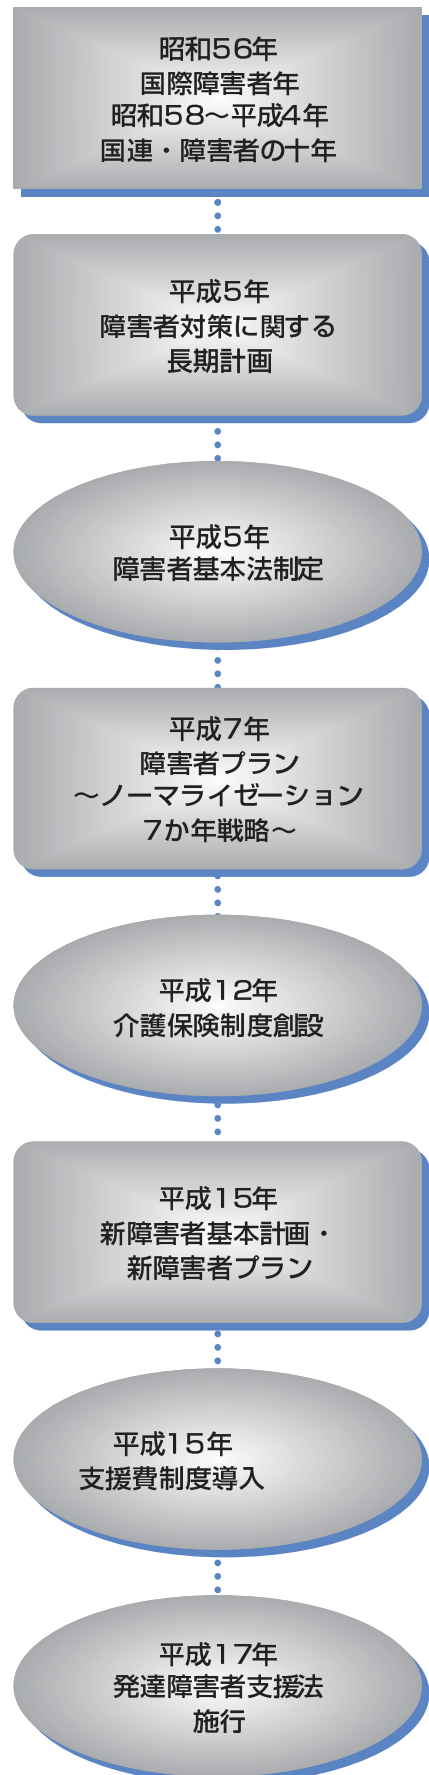 昭和56年
国際障害者年
昭和58～平成4年
国連・障害者の十年
平成5年
障害者対策に関する
長期計画
平成5年
障害者基本法制定
平成7年
障害者プラン
～ノーマライゼーション
7か年戦略～
平成12年
介護保険制度創設
平成15年
新障害者基本計画・
新障害者プラン
平成15年
支援費制度導入
平成17年
発達障害者支援法
施行